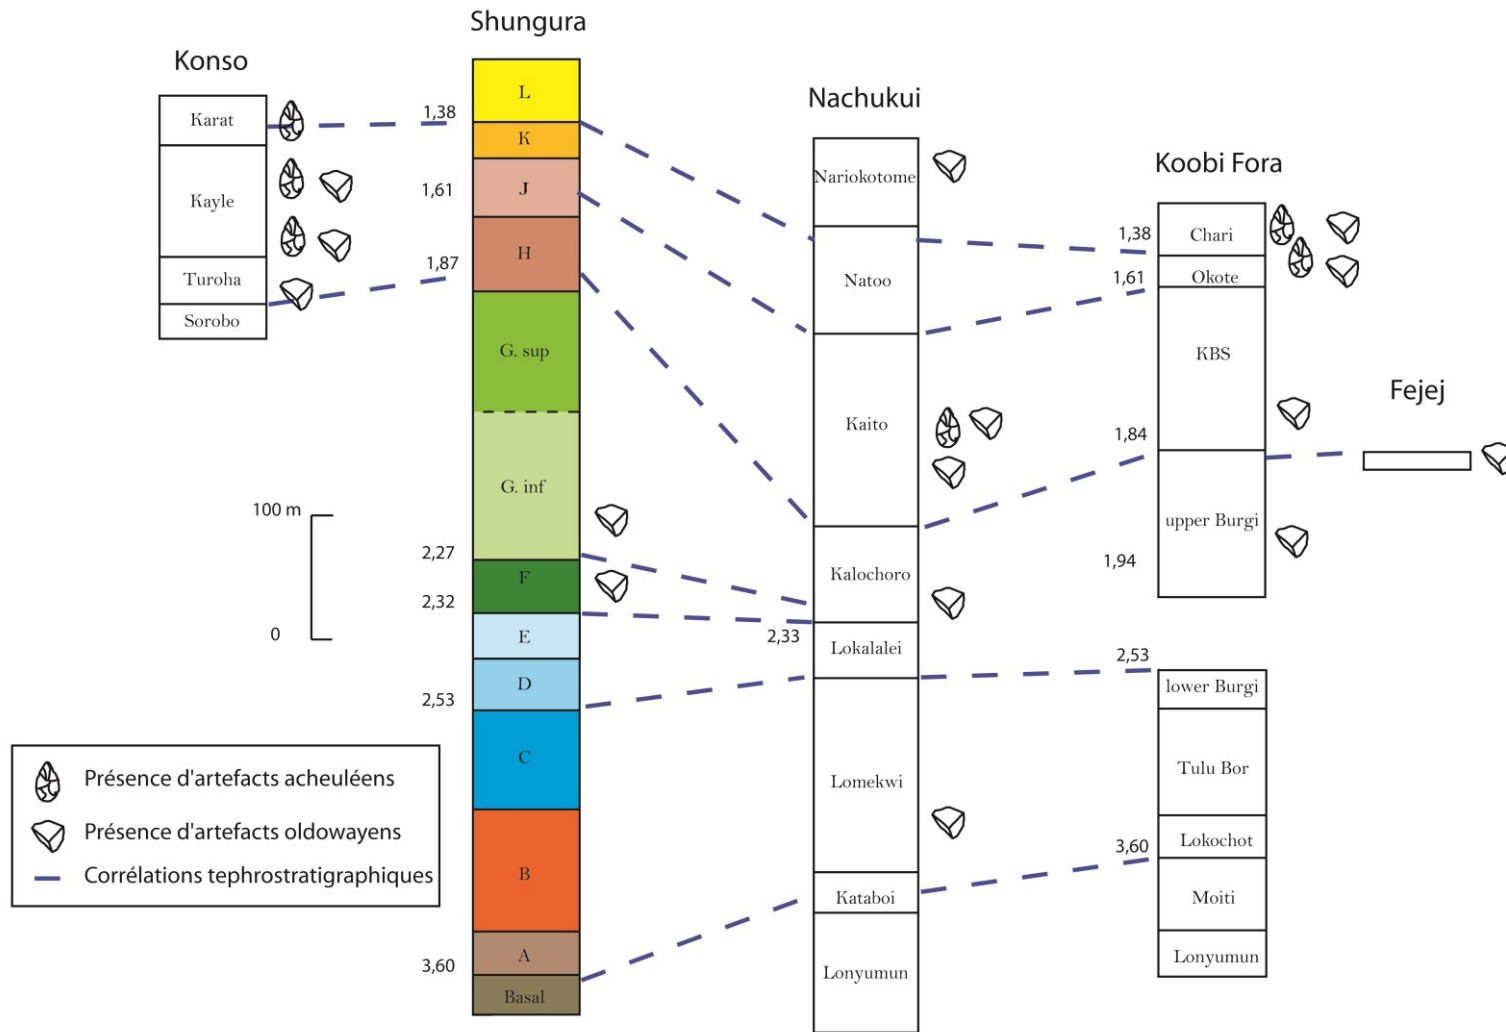 Konso
Karat
Kayle
Turoha
Sorobo
Shungura
1,38
1,61
1,87
2,27
2,32
2,53
3,60
L
K
J
H
G. sup
G. inf
F
E
D
C
B
A
Basal
Nachukui
Nariokotome
Natoo
Kaito
Kalochoro
2,33
Lokalalei
Lomekwi
Kataboi
Lonyumun
Koobi Fora
1,38
1,61
1,84
1,94
2,53
3,60
Chari
Okote
KBS
upper Burgi
lower Burgi
Tulu Bor
Lokochot
Moiti
Lonyumun
Fejej
100 m
0
Présence d'artefacts acheuléens
Présence d'artefacts oldowayens
Corrélations tephrostratigraphiques